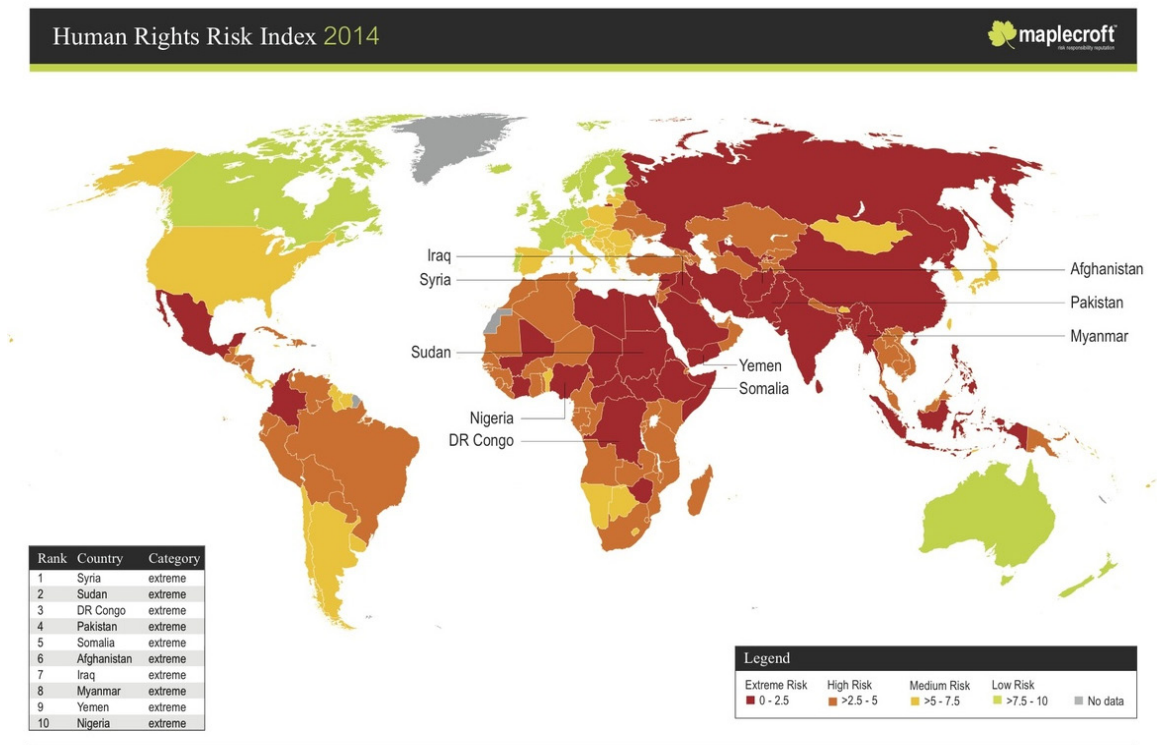 Human Rights Risk Index 2014
maplecroft
risk responsibility reputation
Iraq
Syria
Sudan
Nigeria
DR Congo
Yemen
Somalia
Afghanistan
Pakistan
Myanmar
Rank Country Category
1 Syria extreme
2 Sudan extreme
3 DR Congo extreme
4 Pakistan extreme
5 Somalia extreme
6 Afghanistan extreme
7 Iraq extreme
8 Myanmar extreme
9 Yemen extreme
10 Nigeria extreme
Legend
Extreme Risk High Risk Medium Risk Low Risk
0 - 2.5 >2.5 - 5 >5 - 7.5 >7.5 - 10 No data